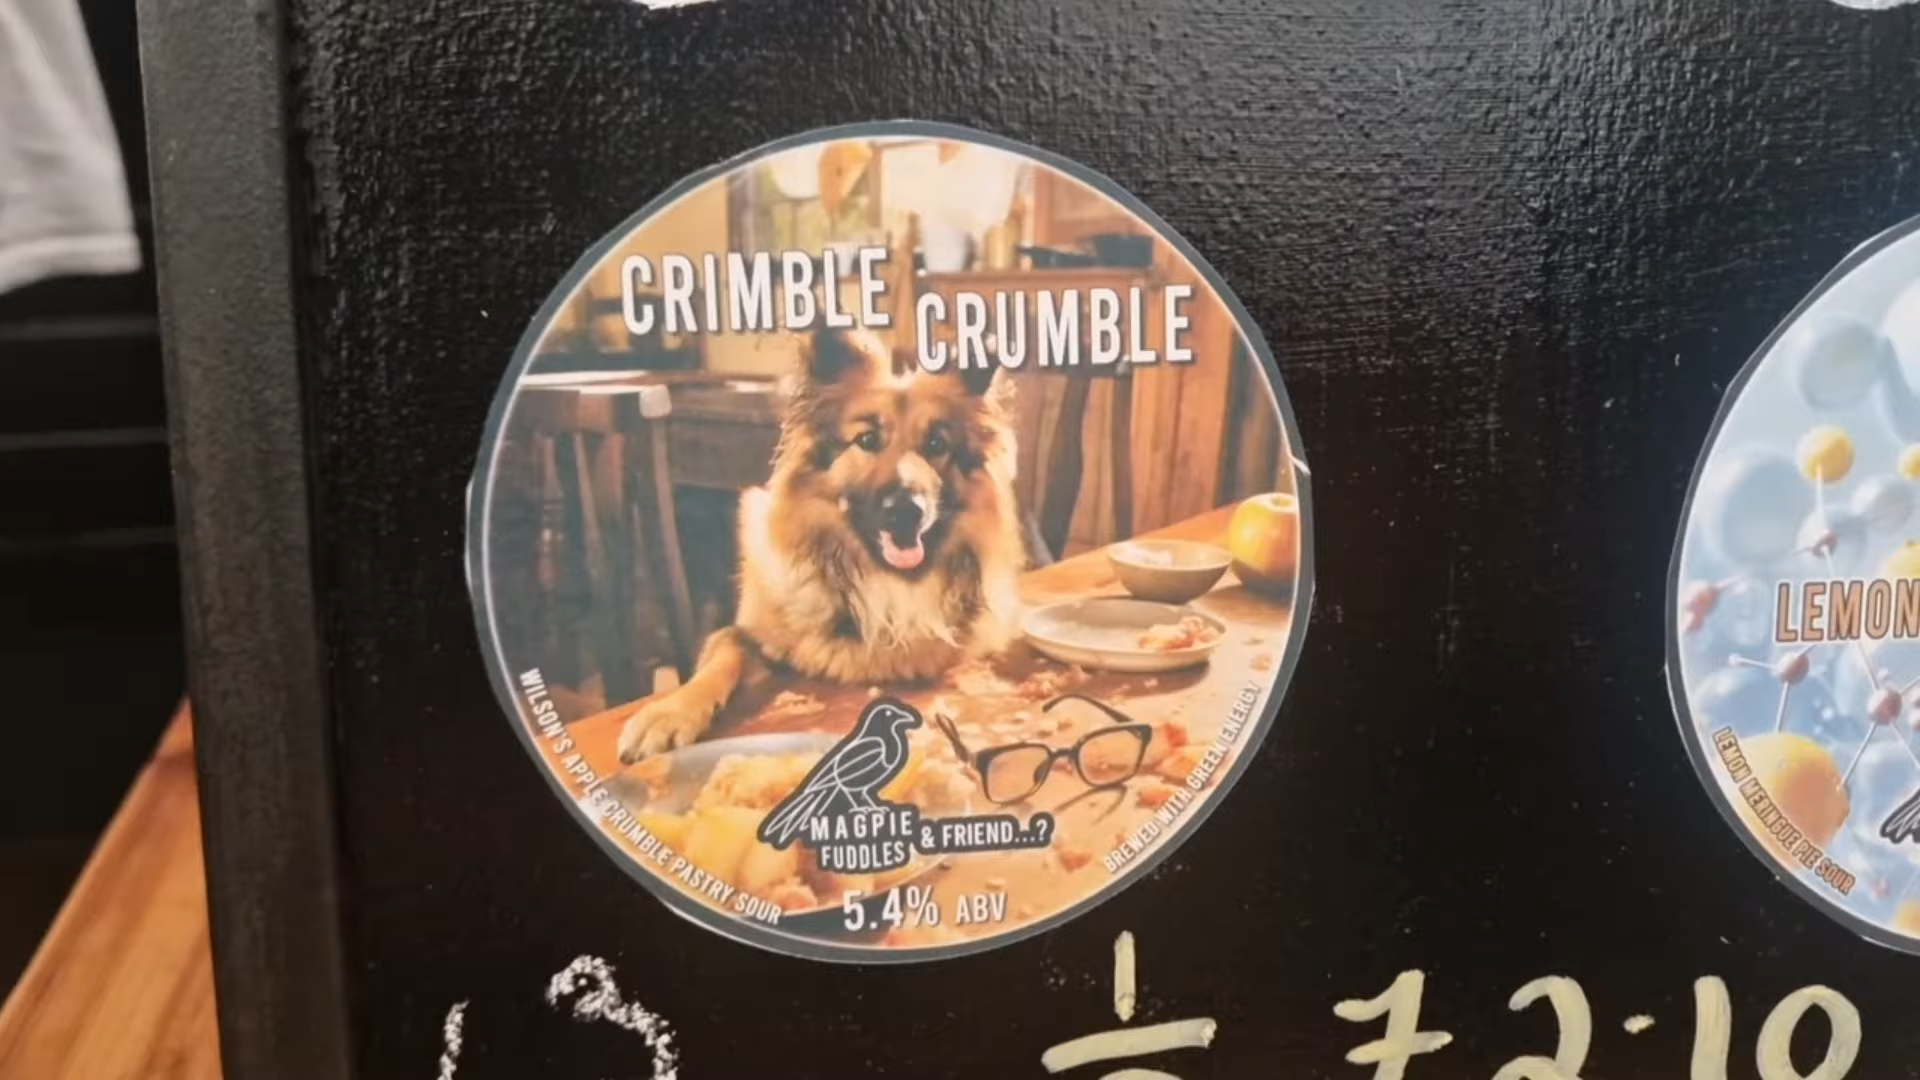 CRIMBLE
CRUMBLE
WILSON'S APPLE CRUMBLE PASTRY SOUR
MAGPIE
FUDDLES
& FRIEND...?
BREWED WITH GREEN ENERGY
5.4% ABV
LEMON
LEMON MERINGUE PIE SOUR